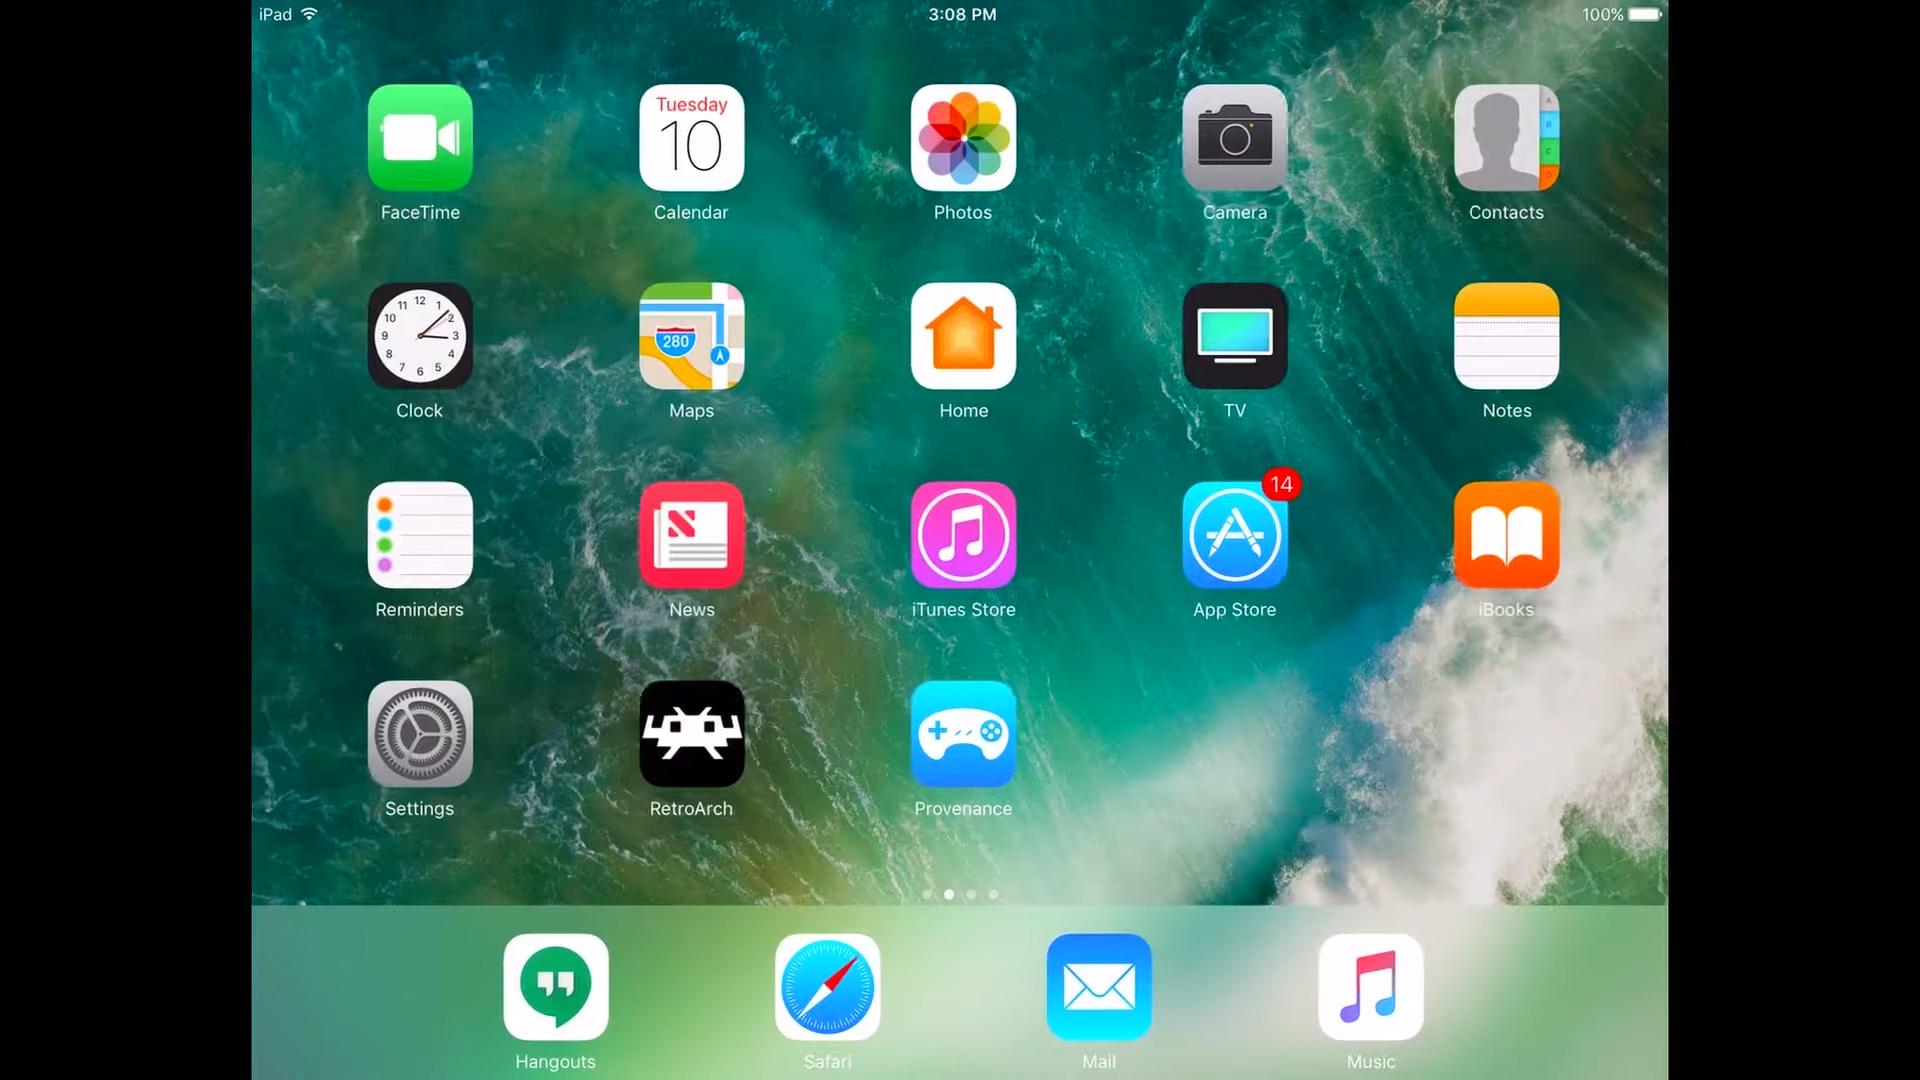 iPad 3:08 PM 100%
Tuesday
10
FaceTime Calendar Photos Camera Contacts
A
B
C
D
12
11 1
10 2
9 3
8 4
7 5
6
280
Clock Maps Home TV Notes
14
Reminders News iTunes Store App Store iBooks
Settings RetroArch Provenance
Hangouts Safari Mail Music